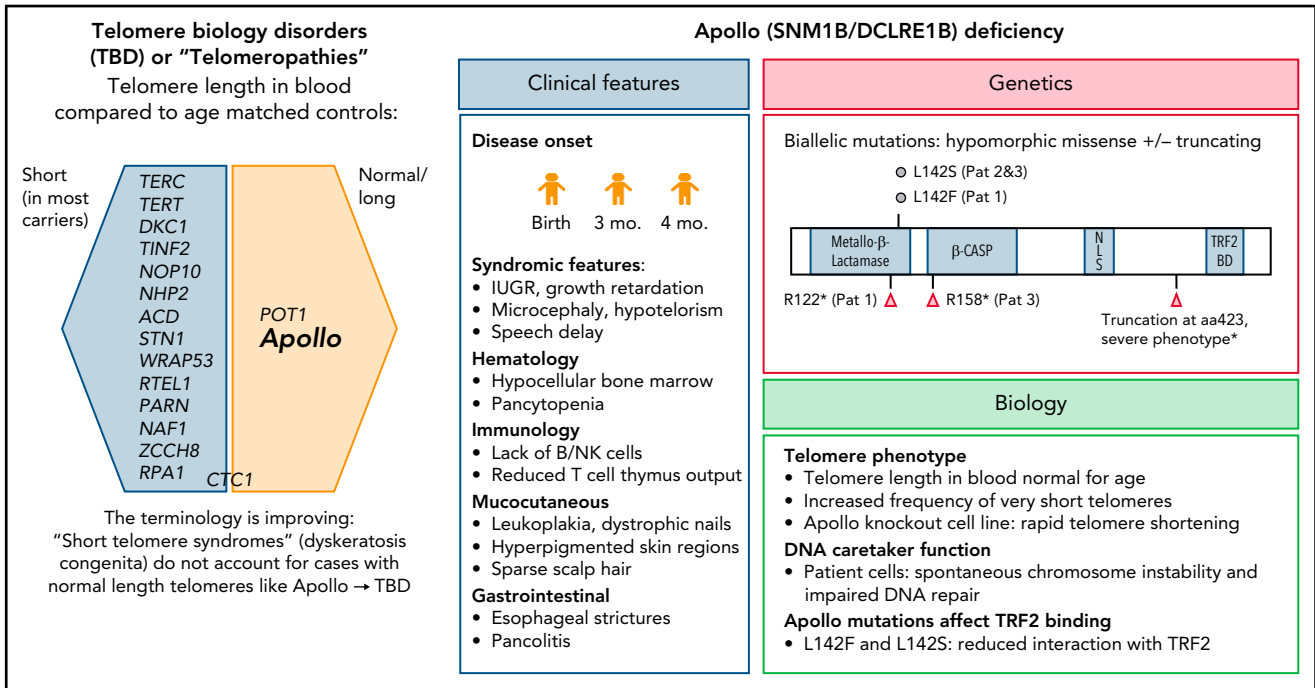 Telomere biology disorders
(TBD) or “Telomeropathies”
Telomere length in blood
compared to age matched controls:
Short
(in most
carriers)
TERC
TERT
DKC1
TINF2
NOP10
NHP2
ACD
STN1
WRAP53
RTEL1
PARN
NAF1
ZCCH8
RPA1
CTC1
POT1
Apollo
Normal/
long
The terminology is improving:
“Short telomere syndromes” (dyskeratosis
congenita) do not account for cases with
normal length telomeres like Apollo → TBD
Apollo (SNM1B/DCLRE1B) deficiency
Clinical features
Disease onset
Birth 3 mo. 4 mo.
Syndromic features:
• IUGR, growth retardation
• Microcephaly, hypotelorism
• Speech delay
Hematology
• Hypocellular bone marrow
• Pancytopenia
Immunology
• Lack of B/NK cells
• Reduced T cell thymus output
Mucocutaneous
• Leukoplakia, dystrophic nails
• Hyperpigmented skin regions
• Sparse scalp hair
Gastrointestinal
• Esophageal strictures
• Pancolitis
Genetics
Biallelic mutations: hypomorphic missense +/– truncating
L142S (Pat 2&3)
L142F (Pat 1)
Metallo-β-
Lactamase
β-CASP
N
L
S
TRF2
BD
R122* (Pat 1)
R158* (Pat 3)
Truncation at aa423,
severe phenotype*
Biology
Telomere phenotype
• Telomere length in blood normal for age
• Increased frequency of very short telomeres
• Apollo knockout cell line: rapid telomere shortening
DNA caretaker function
• Patient cells: spontaneous chromosome instability and
impaired DNA repair
Apollo mutations affect TRF2 binding
• L142F and L142S: reduced interaction with TRF2